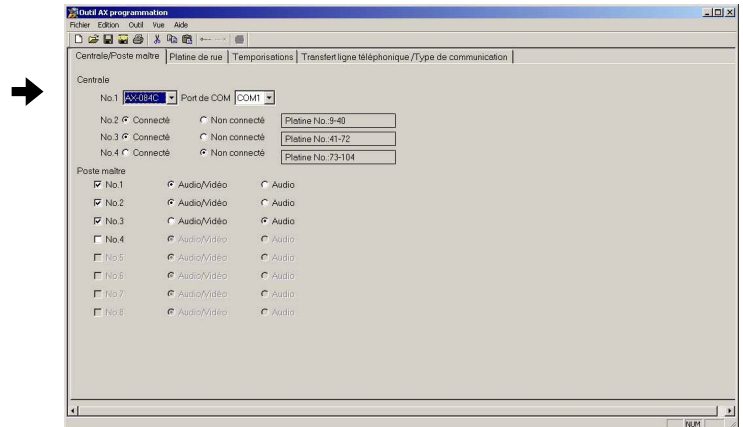 Outil AX programmation
Fichier Edition Outil Vue Aide
Centrale/Poste maître Platine de rue Temporisations Transfert ligne téléphonique /Type de communication
Centrale
No.1 AX-084C Port de COM COM1
No.2 Connecté Non connecté Platine No.:9-40
No.3 Connecté Non connecté Platine No.:41-72
No.4 Connecté Non connecté Platine No.:73-104
Poste maître
No.1 Audio/Vidéo Audio
No.2 Audio/Vidéo Audio
No.3 Audio/Vidéo Audio
No.4 Audio/Vidéo Audio
No.5 Audio/Vidéo Audio
No.6 Audio/Vidéo Audio
No.7 Audio/Vidéo Audio
No.8 Audio/Vidéo Audio
NUM